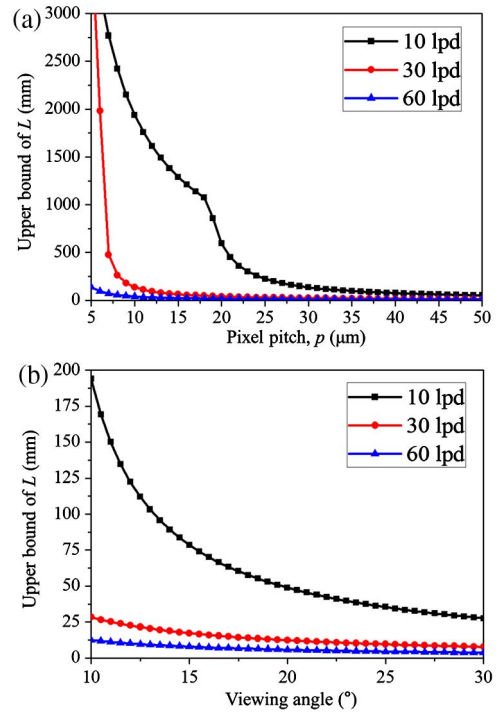 (a)
3000
2500
2000
1500
1000
500
0
Upper bound of L (mm)
10 lpd
30 lpd
60 lpd
5 10 15 20 25 30 35 40 45 50
Pixel pitch, p (μm)
(b)
200
175
150
125
100
75
50
25
0
Upper bound of L (mm)
10 lpd
30 lpd
60 lpd
10 15 20 25 30
Viewing angle (°)